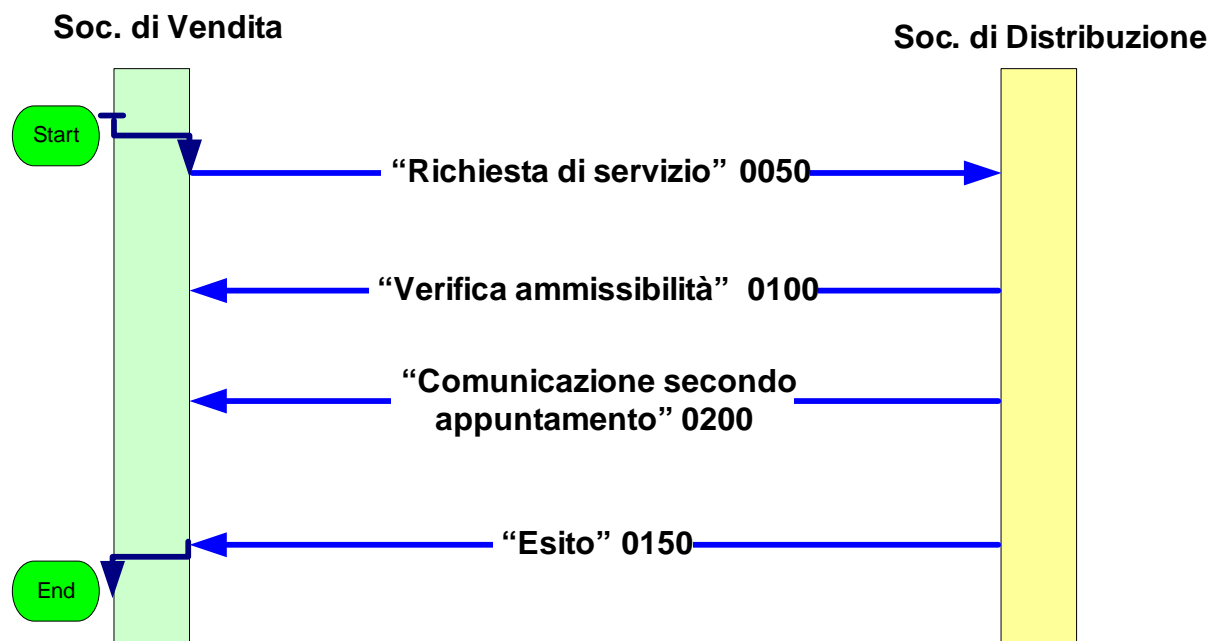 Soc. di Vendita
Soc. di Distribuzione
Start
“Richiesta di servizio” 0050
“Verifica ammissibilità” 0100
“Comunicazione secondo
appuntamento” 0200
“Esito” 0150
End